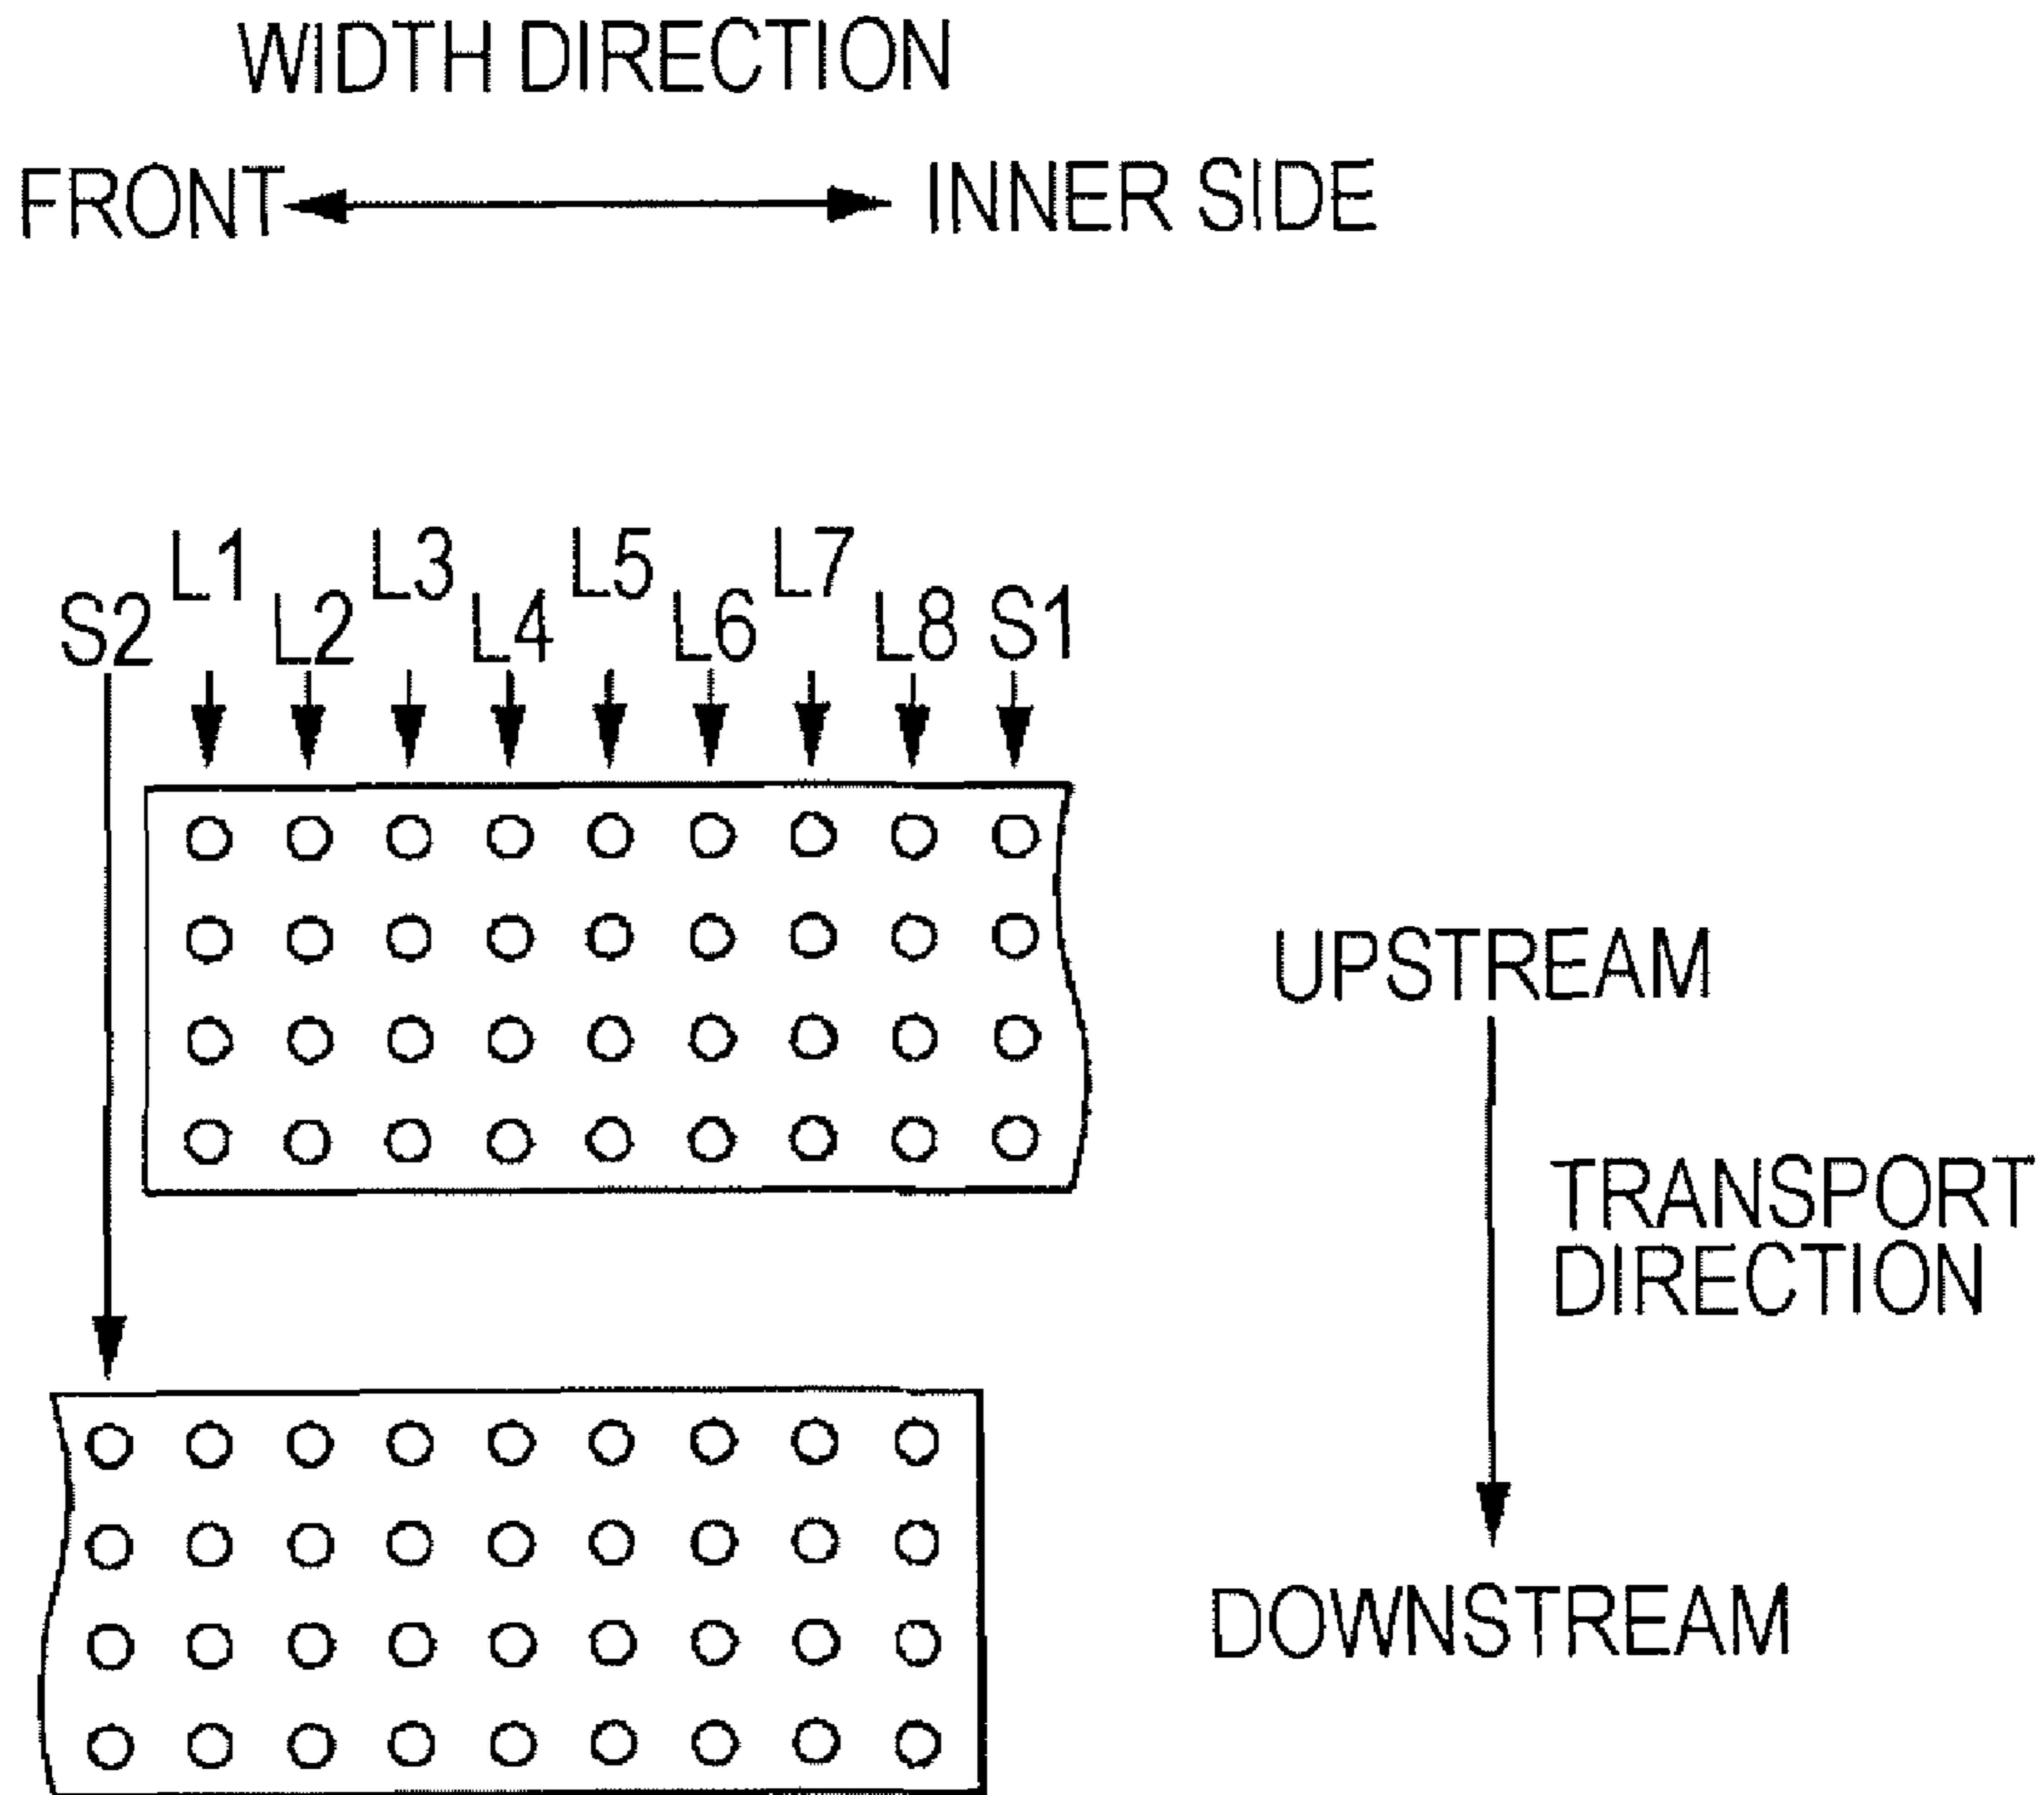 WIDTH DIRECTION
FRONT INNER SIDE
L1 L3 L5 L7
S2 L2 L4 L6 L8 S1
UPSTREAM
TRANSPORT
DIRECTION
DOWNSTREAM